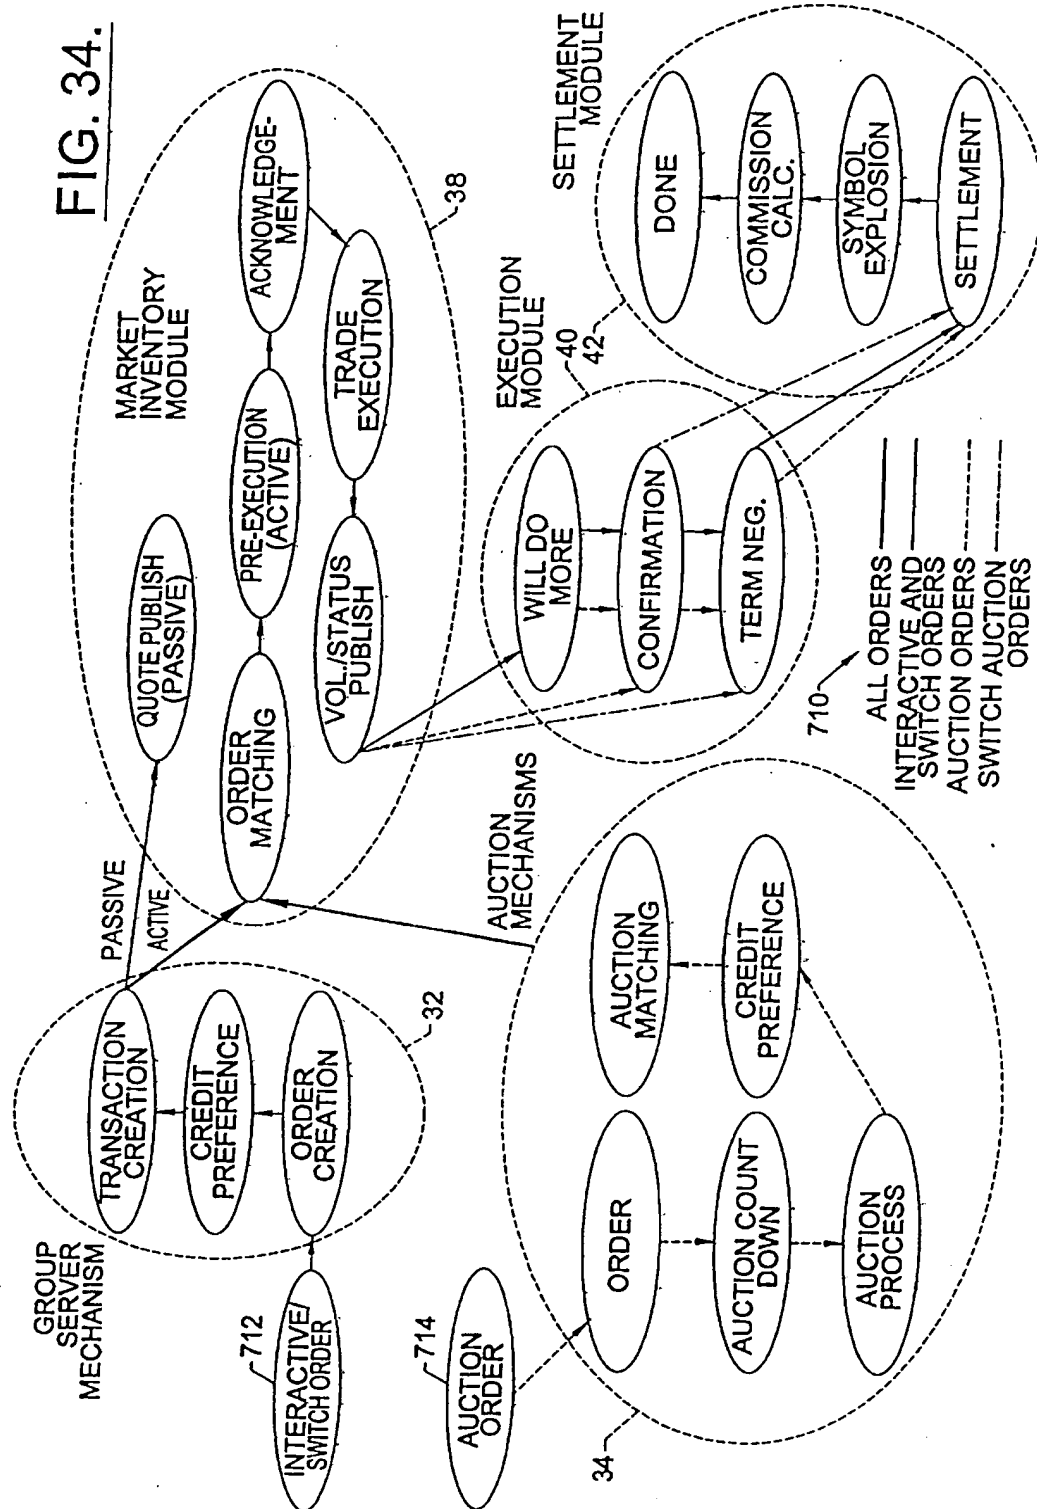 FIG. 34.
GROUP
SERVER
MECHANISM
TRANSACTION
CREATION
CREDIT
PREFERENCE
ORDER
CREATION
32
712
INTERACTIVE/
SWITCH ORDER
714
AUCTION
ORDER
PASSIVE
ACTIVE
MARKET
INVENTORY
MODULE
QUOTE PUBLISH
(PASSIVE)
ORDER
MATCHING
PRE-EXECUTION
(ACTIVE)
ACKNOWLEDGE-
MENT
TRADE
EXECUTION
VOL./STATUS
PUBLISH
38
AUCTION
MECHANISMS
34
ORDER
AUCTION COUNT
DOWN
AUCTION
PROCESS
CREDIT
PREFERENCE
AUCTION
MATCHING
EXECUTION
MODULE
40
42
WILL DO
MORE
CONFIRMATION
TERM NEG.
SETTLEMENT
MODULE
DONE
COMMISSION
CALC.
SYMBOL
EXPLOSION
SETTLEMENT
710
ALL ORDERS
INTERACTIVE AND
SWITCH ORDERS
AUCTION ORDERS
SWITCH AUCTION
ORDERS